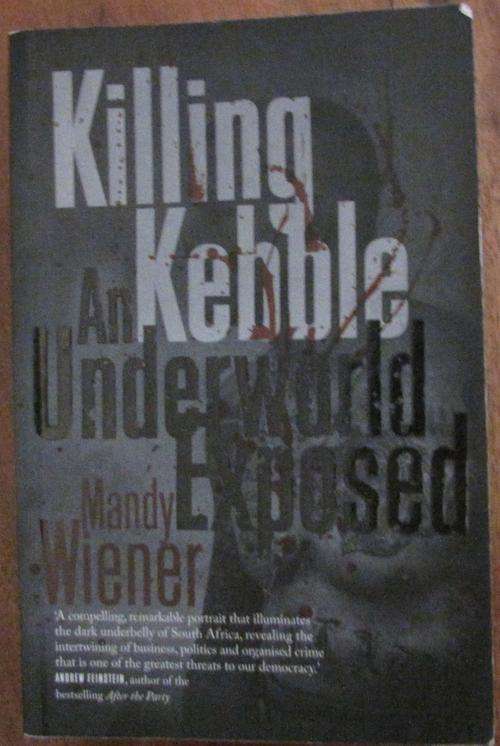 Killing
Kebble
An
Underworld
Exposed
Mandy
Wiener
'A compelling, remarkable portrait that illuminates
the dark underbelly of South Africa, revealing the
intertwining of business, politics and organised crime
that is one of the greatest threats to our democracy.'
ANDREW FEINSTEIN, author of the
bestselling After the Party